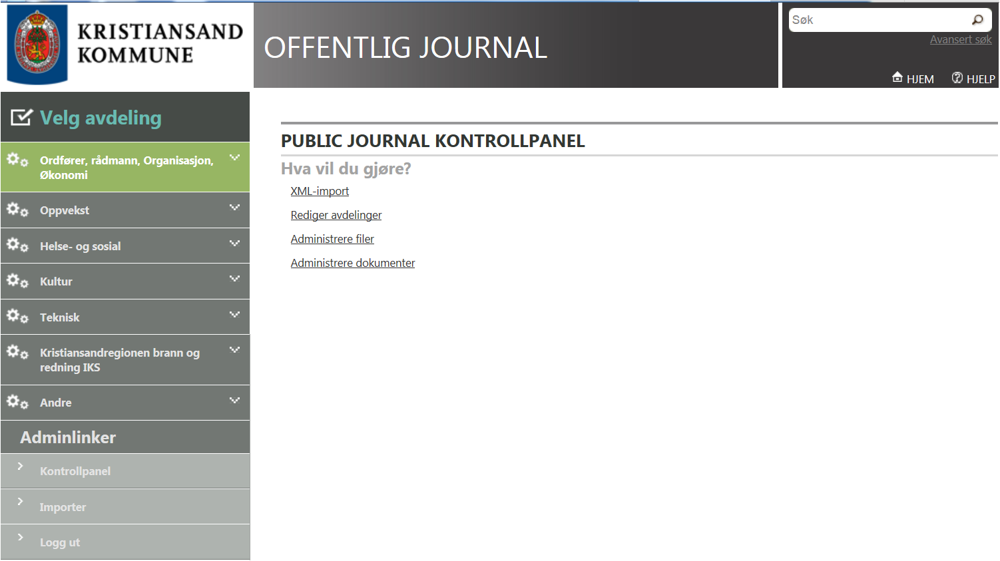 KRISTIANSAND
KOMMUNE
OFFENTLIG JOURNAL
Søk
Avansert søk
HJEM
HJELP
Velg avdeling
Ordfører, rådmann, Organisasjon,
Økonomi
Oppvekst
Helse- og sosial
Kultur
Teknisk
Kristiansandregionen brann og
redning IKS
Andre
Adminlinker
Kontrollpanel
Importer
Logg ut
PUBLIC JOURNAL KONTROLLPANEL
Hva vil du gjøre?
XML-import
Rediger avdelinger
Administrere filer
Administrere dokumenter